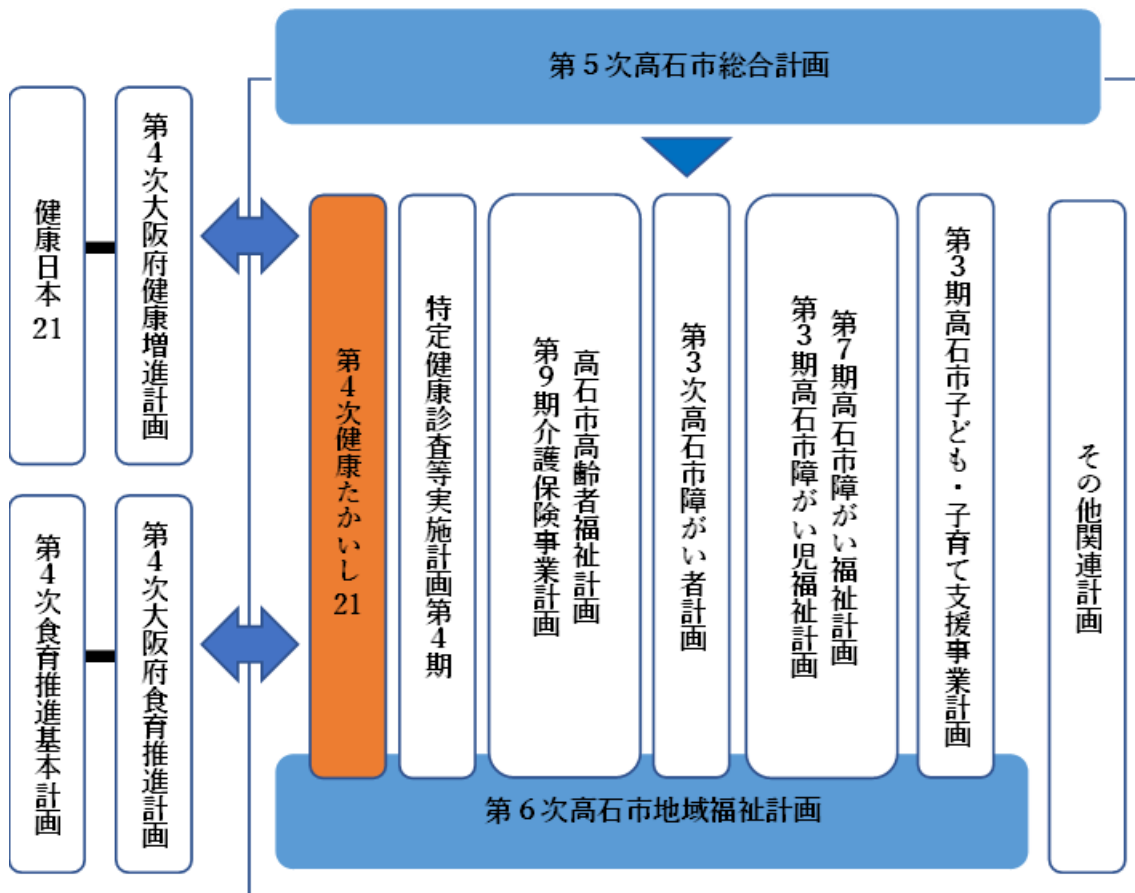 第５次高石市総合計画
健康日本21
第4次大阪府健康増進計画
第4次食育推進基本計画
第4次大阪府食育推進計画
第4次健康たかいし21
特定健康診査等実施計画第4期
高石市高齢者福祉計画
第9期介護保険事業計画
第3次高石市障がい者計画
第7期高石市障がい福祉計画
第3期高石市障がい児福祉計画
第3期高石市子ども・子育て支援事業計画
その他関連計画
第６次高石市地域福祉計画